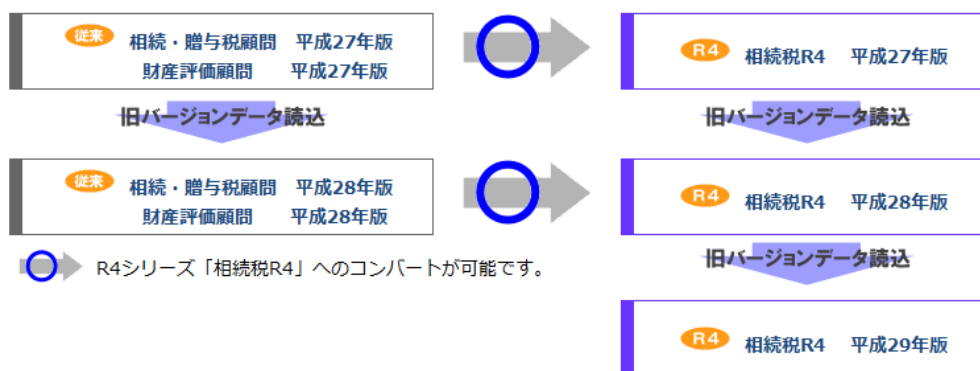 従来 相続・贈与税顧問 平成27年版
財産評価顧問 平成27年版
R4 相続税R4 平成27年版
旧バージョンデータ読込
旧バージョンデータ読込
従来 相続・贈与税顧問 平成28年版
財産評価顧問 平成28年版
R4 相続税R4 平成28年版
R4シリーズ「相続税R4」へのコンバートが可能です。
旧バージョンデータ読込
R4 相続税R4 平成29年版